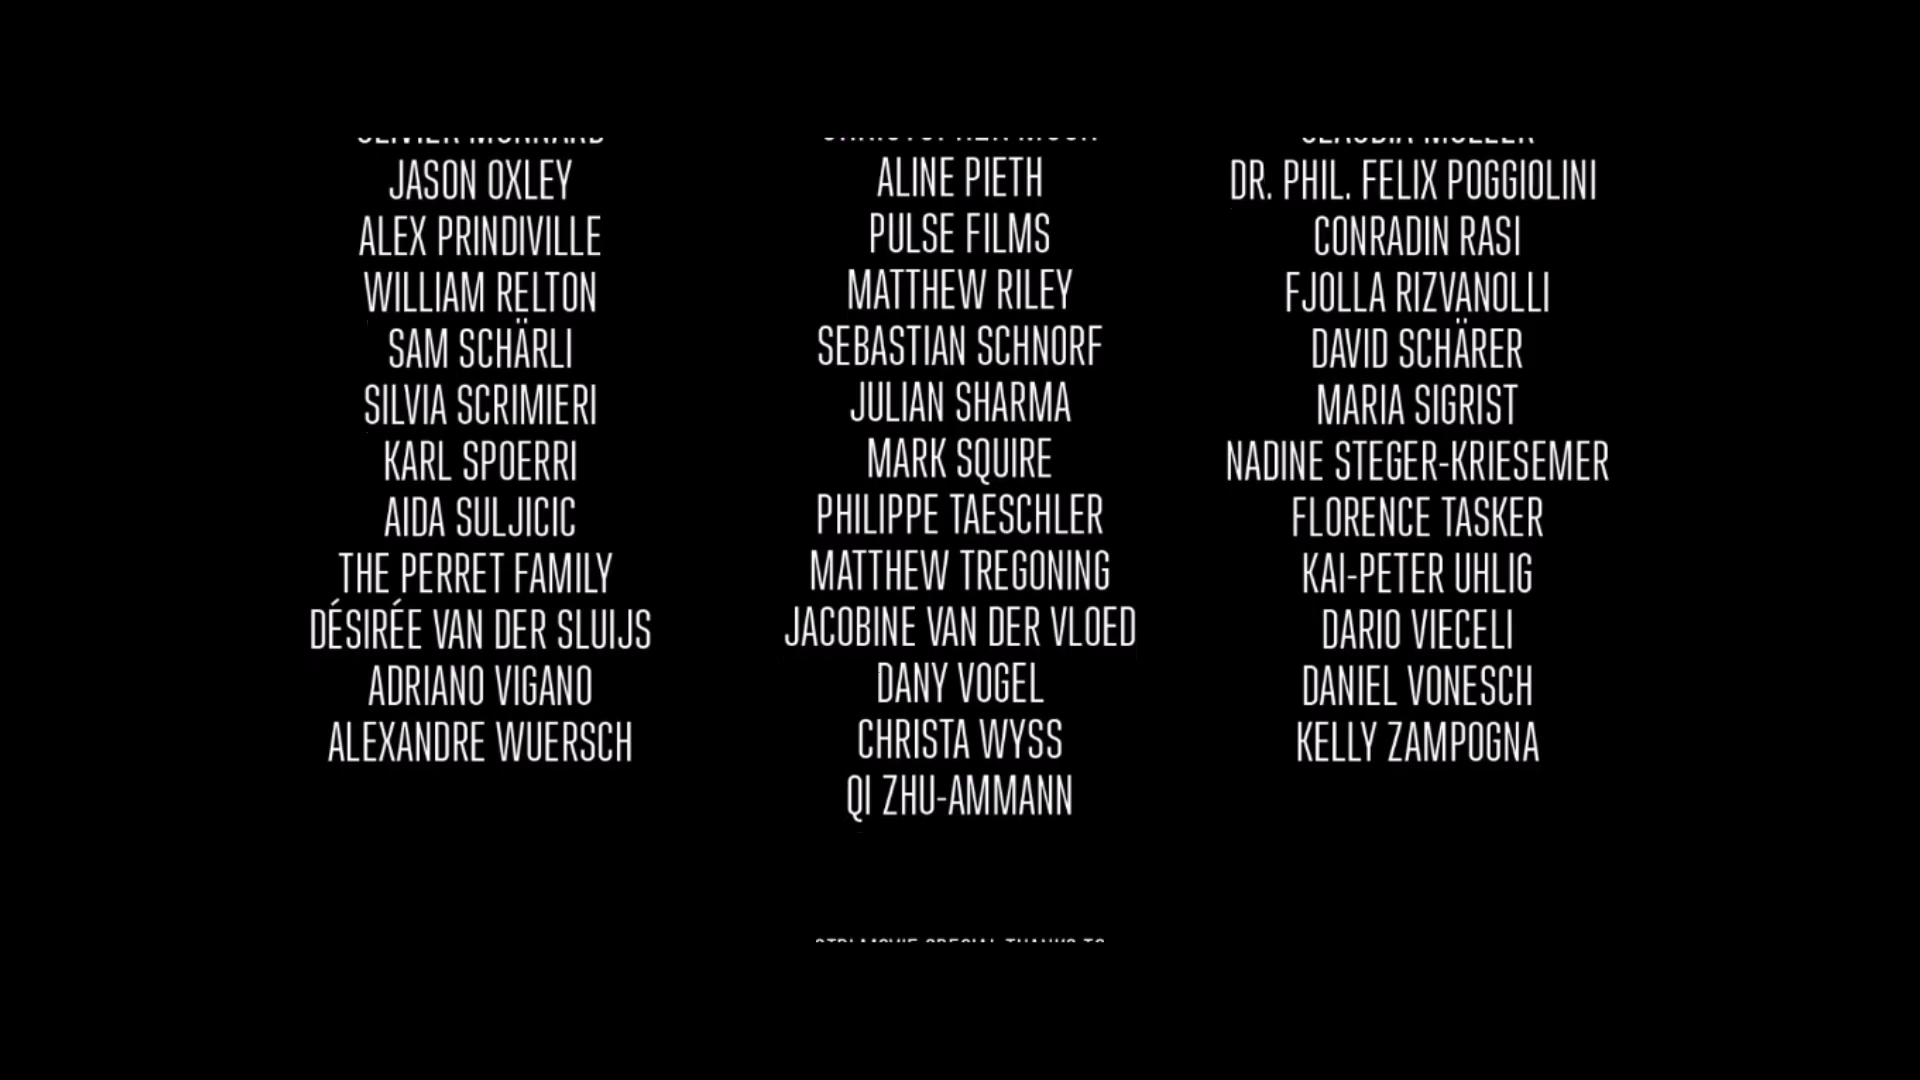 JASON OXLEY
ALEX PRINDIVILLE
WILLIAM RELTON
SAM SCHÄRLI
SILVIA SCRIMIERI
KARL SPOERRI
AIDA SULJICIC
THE PERRET FAMILY
DÉSIRÉE VAN DER SLUIJS
ADRIANO VIGANO
ALEXANDRE WUERSCH
ALINE PIETH
PULSE FILMS
MATTHEW RILEY
SEBASTIAN SCHNORF
JULIAN SHARMA
MARK SQUIRE
PHILIPPE TAESCHLER
MATTHEW TREGONING
JACOBINE VAN DER VLOED
DANY VOGEL
CHRISTA WYSS
QI ZHU-AMMANN
DR. PHIL. FELIX POGGIOLINI
CONRADIN RASI
FJOLLA RIZVANOLLI
DAVID SCHÄRER
MARIA SIGRIST
NADINE STEGER-KRIESEMER
FLORENCE TASKER
KAI-PETER UHLIG
DARIO VIECELI
DANIEL VONESCH
KELLY ZAMPOGNA
SPECIAL THANKS TO